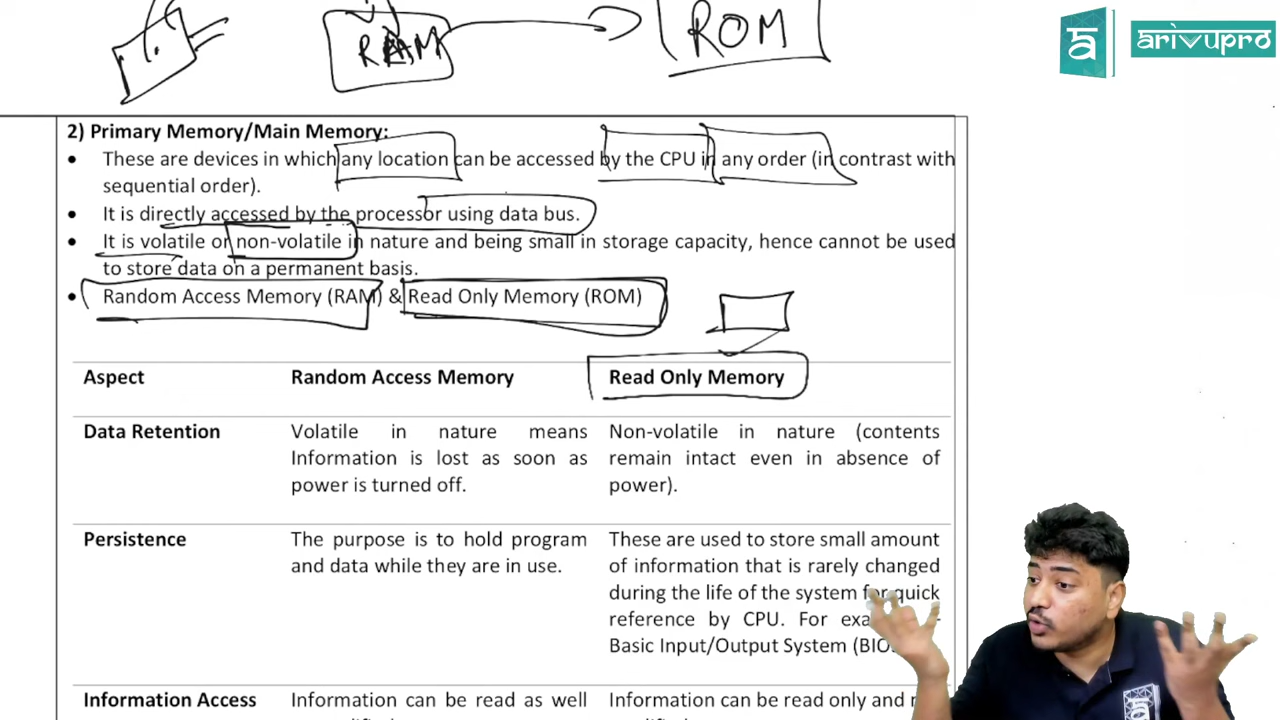 RAM
ROM
ā
arivupro
2) Primary Memory/Main Memory:
• These are devices in which any location can be accessed by the CPU in any order (in contrast with
sequential order).
• It is directly accessed by the processor using data bus.
• It is volatile or non-volatile in nature and being small in storage capacity, hence cannot be used
to store data on a permanent basis.
• Random Access Memory (RAM) & Read Only Memory (ROM)
Aspect Random Access Memory Read Only Memory
Data Retention Volatile in nature means Non-volatile in nature (contents
Information is lost as soon as remain intact even in absence of
power is turned off. power).
Persistence The purpose is to hold program These are used to store small amount
and data while they are in use. of information that is rarely changed
during the life of the system for quick
reference by CPU. For
Basic Input/Output System
Information Access Information can be read as well Information can be read only and